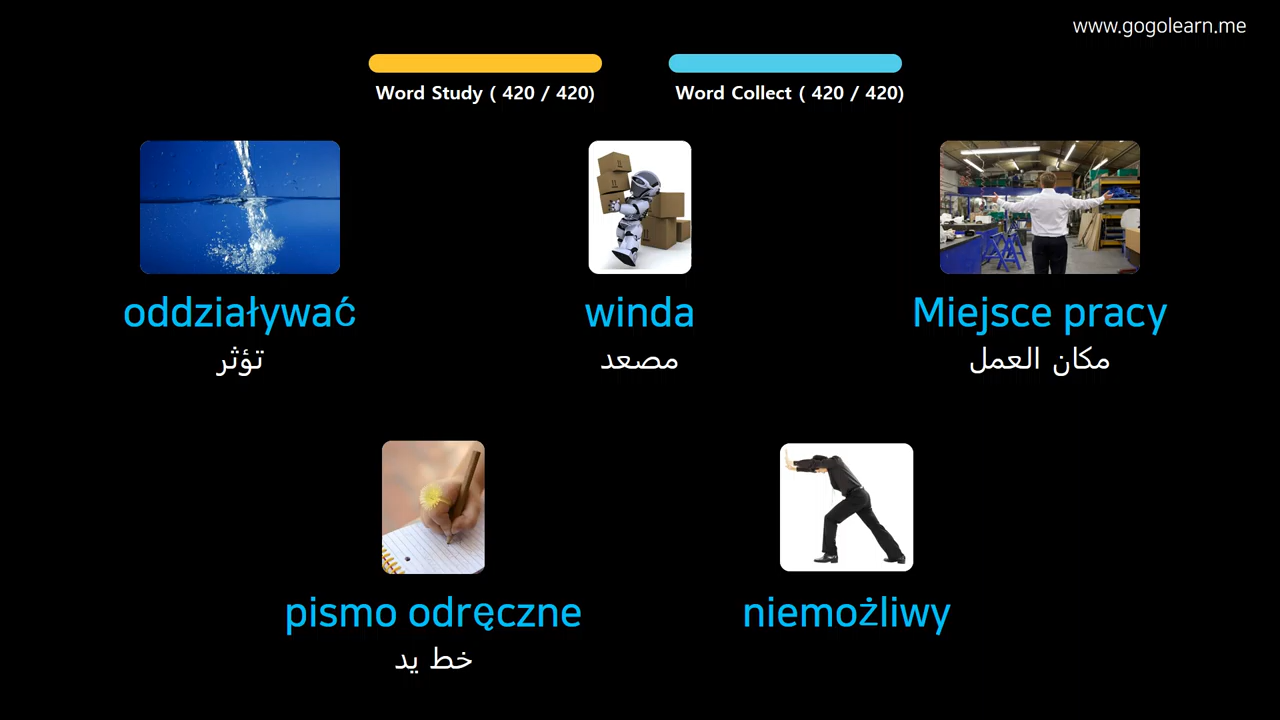 www.gogolearn.me
Word Study ( 420 / 420)
Word Collect ( 420 / 420)
oddziaływać
تؤثر
winda
مصعد
Miejsce pracy
مكان العمل
pismo odręczne
خط يد
niemożliwy